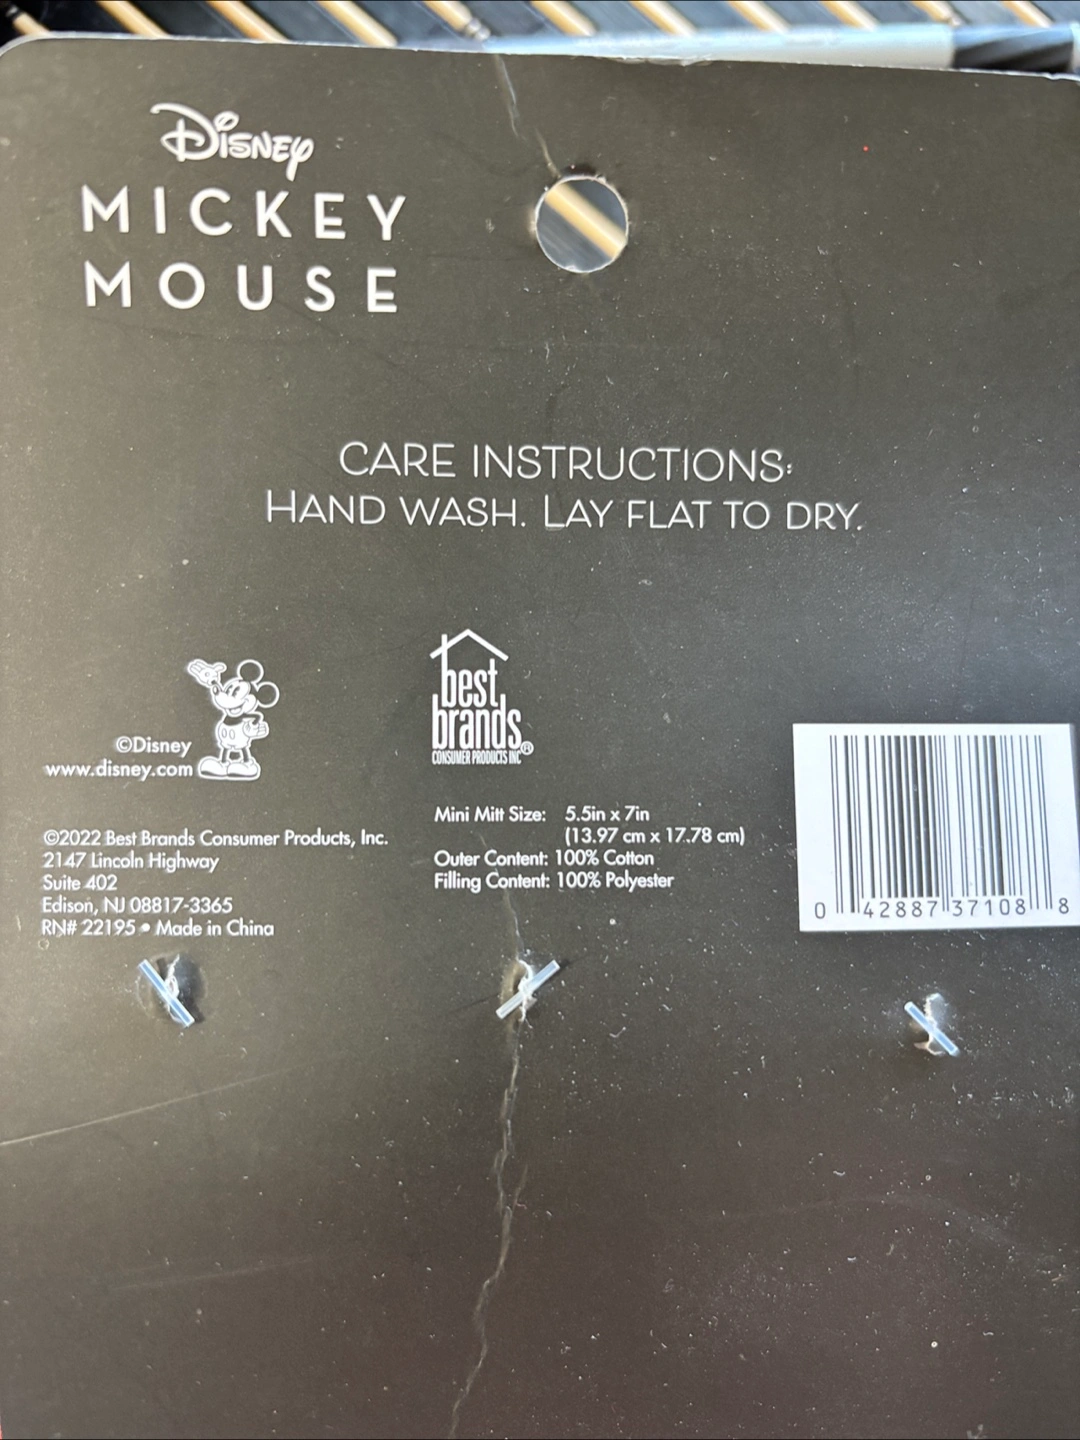 Disney
MICKEY
MOUSE
CARE INSTRUCTIONS:
HAND WASH. LAY FLAT TO DRY.
©Disney
www.disney.com
best
brands
CONSUMER PRODUCTS INC®
©2022 Best Brands Consumer Products, Inc.
2147 Lincoln Highway
Suite 402
Edison, NJ 08817-3365
RN# 22195 • Made in China
Mini Mitt Size: 5.5in x 7in
(13.97 cm x 17.78 cm)
Outer Content: 100% Cotton
Filling Content: 100% Polyester
0 42887 37108 8